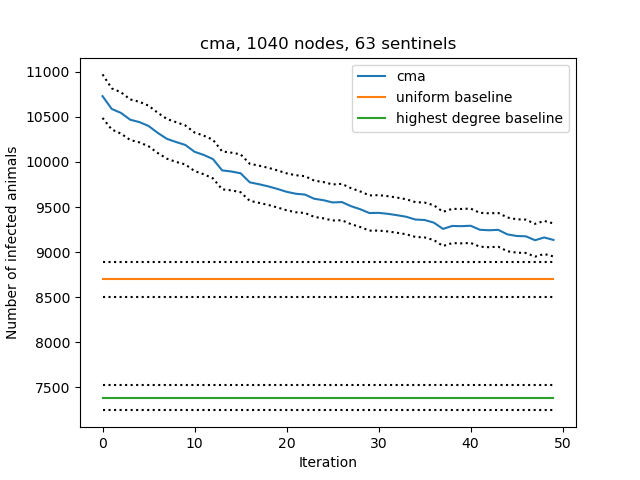 cma, 1040 nodes, 63 sentinels
cma
uniform baseline
highest degree baseline
Number of infected animals
11000
10500
10000
9500
9000
8500
8000
7500
0 10 20 30 40 50
Iteration